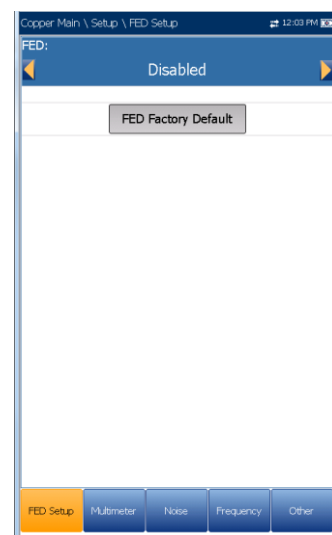 Copper Main \ Setup \ FED Setup 12:03 PM
FED:
Disabled
FED Factory Default
FED Setup Multimeter Noise Frequency Other